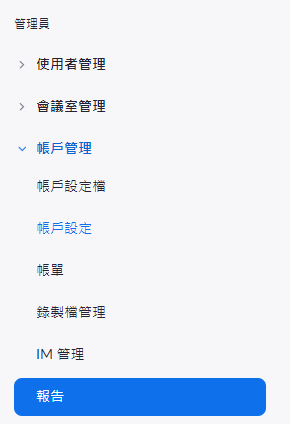 管理員
使用者管理
會議室管理
帳戶管理
帳戶設定檔
帳戶設定
帳單
錄製檔管理
IM 管理
報告